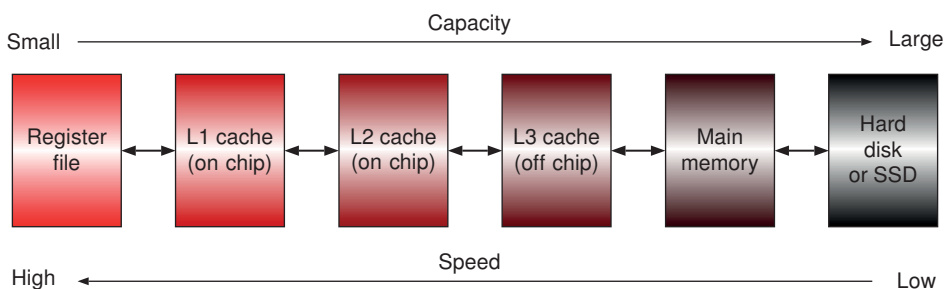 Capacity
Small
Large
Register
file
L1 cache
(on chip)
L2 cache
(on chip)
L3 cache
(off chip)
Main
memory
Hard
disk
or SSD
Speed
High
Low